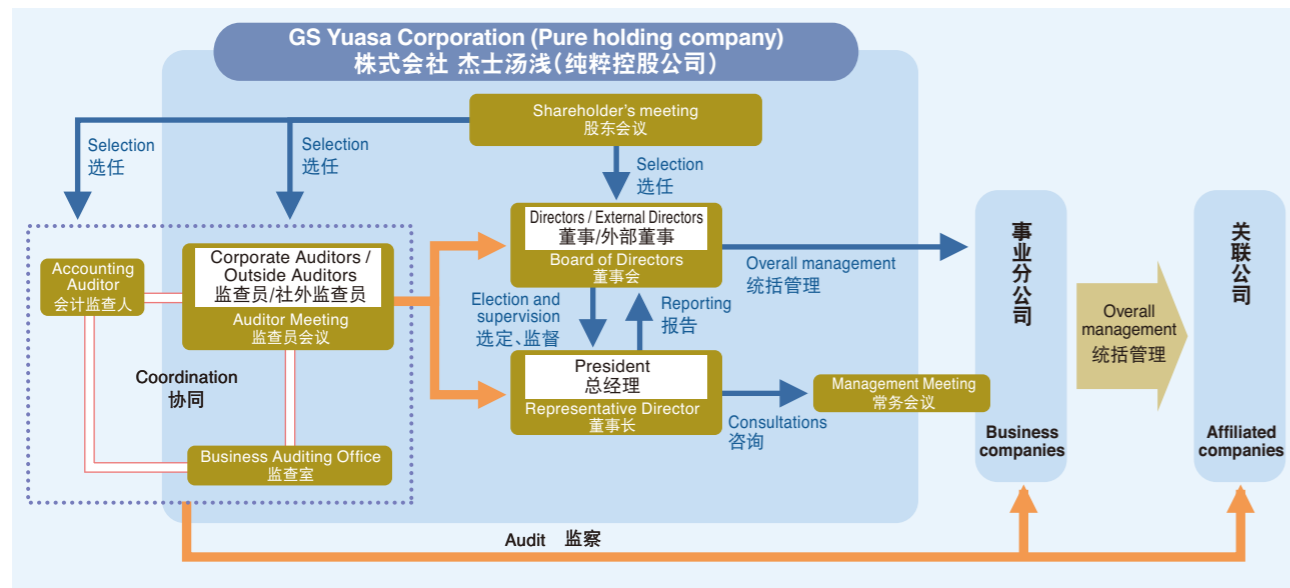 GS Yuasa Corporation (Pure holding company)
株式会社 杰士汤浅(纯粹控股公司)
Shareholder's meeting
股东会议
Selection
选任
Selection
选任
Selection
选任
Directors / External Directors
董事/外部董事
Board of Directors
董事会
Corporate Auditors /
Outside Auditors
监查员/社外监查员
Auditor Meeting
监查员会议
Accounting
Auditor
会计监查人
Overall management
统括管理
Election and
supervision
选定、监督
Reporting
报告
President
总经理
Representative Director
董事长
Coordination
协同
Management Meeting
常务会议
Consultations
咨询
Business Auditing Office
监查室
事业分公司
Business
companies
Overall
management
统括管理
关联公司
Affiliated
companies
Audit 监察